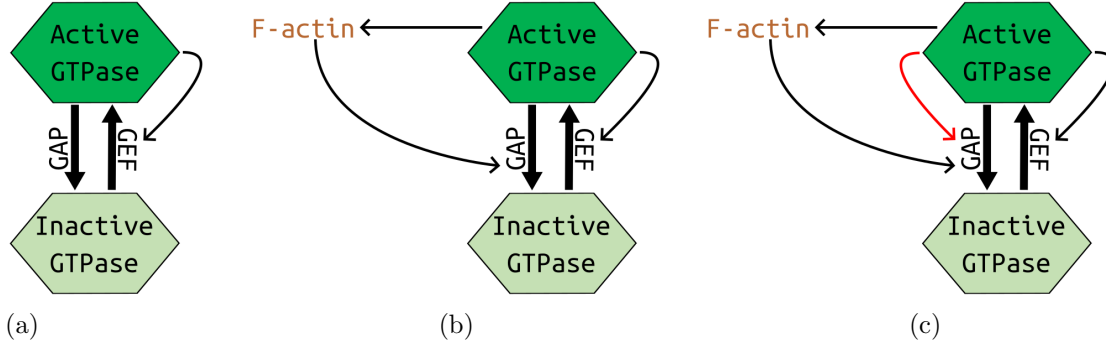 Active
GTPase
GAP
GEF
Inactive
GTPase
(a)
F-actin
Active
GTPase
GAP
GEF
Inactive
GTPase
(b)
F-actin
Active
GTPase
GAP
GEF
Inactive
GTPase
(c)